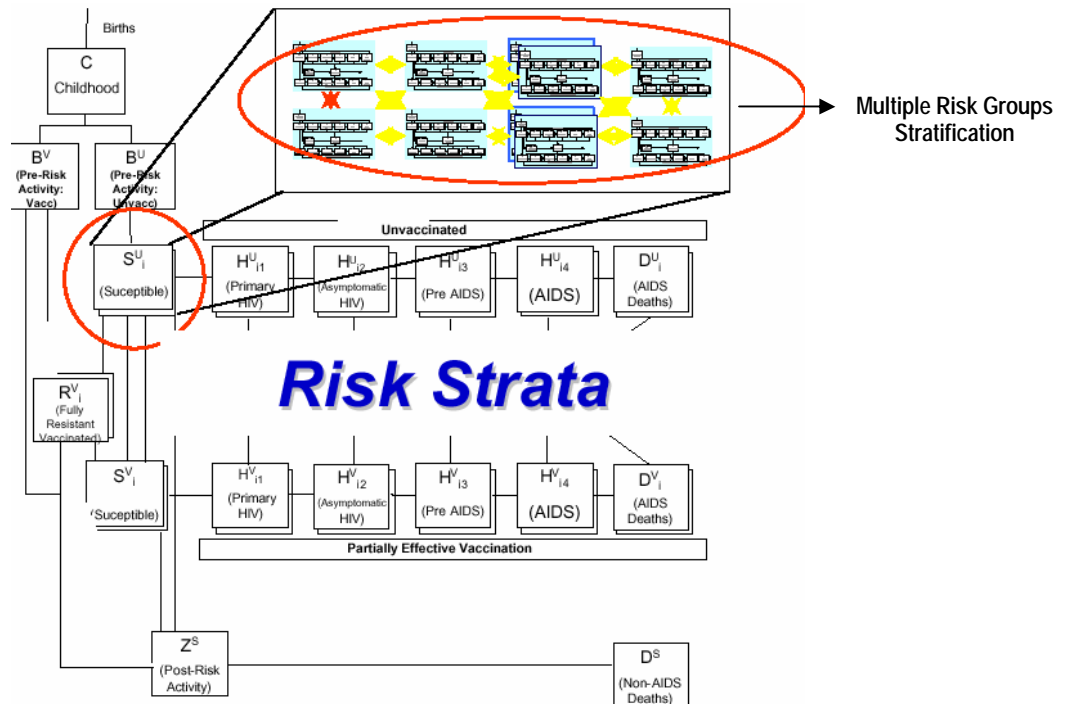 Births
C
Childhood
Multiple Risk Groups
Stratification
B^V
(Pre-Risk
Activity:
Vacc)
B^U
(Pre-Risk
Activity:
Unvacc)
Unvaccinated
S^U_i
(Suceptible)
H^U_i1
(Primary
HIV)
H^U_i2
(Asymptomatic
HIV)
H^U_i3
(Pre AIDS)
H^U_i4
(AIDS)
D^U_i
(AIDS
Deaths)
Risk Strata
R^V_i
(Fully
Resistant
Vaccinated)
S^V_i
(Suceptible)
H^V_i1
(Primary
HIV)
H^V_i2
(Asymptomatic
HIV)
H^V_i3
(Pre AIDS)
H^V_i4
(AIDS)
D^V_i
(AIDS
Deaths)
Partially Effective Vaccination
Z^S
(Post-Risk
Activity)
D^S
(Non-AIDS
Deaths)